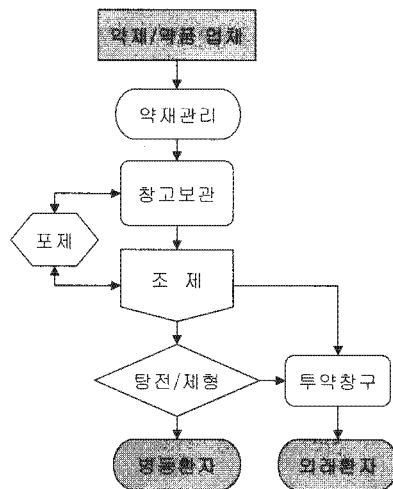 약재/약품 업체
약재관리
창고보관
포제
조 제
탕전/제형
투약창구
병동환자
외래환자